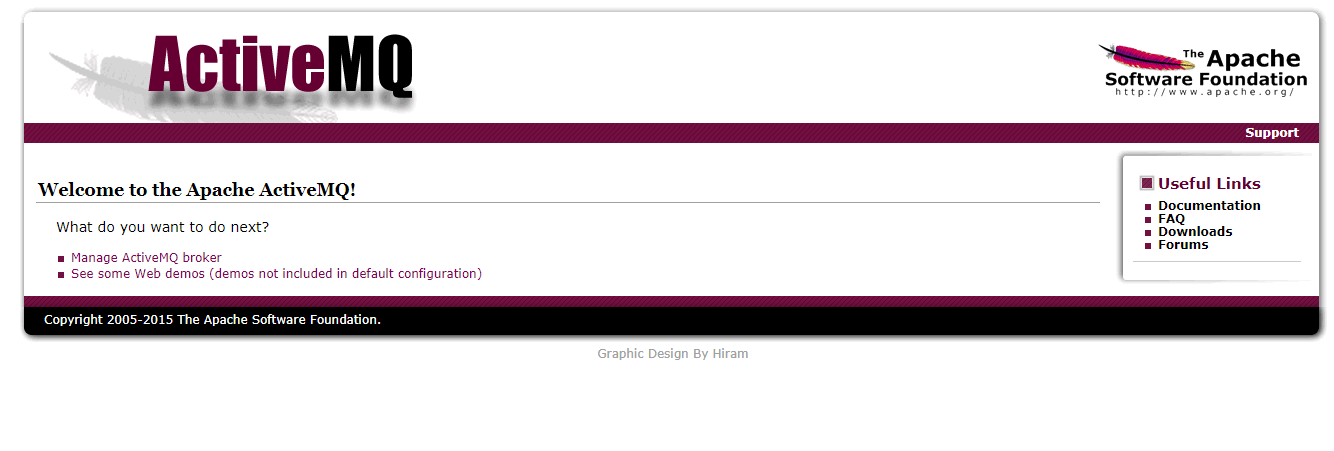 ActiveMQ
The Apache
Software Foundation
http://www.apache.org/
Support
Welcome to the Apache ActiveMQ!
What do you want to do next?
Manage ActiveMQ broker
See some Web demos (demos not included in default configuration)
Useful Links
Documentation
FAQ
Downloads
Forums
Copyright 2005-2015 The Apache Software Foundation.
Graphic Design By Hiram